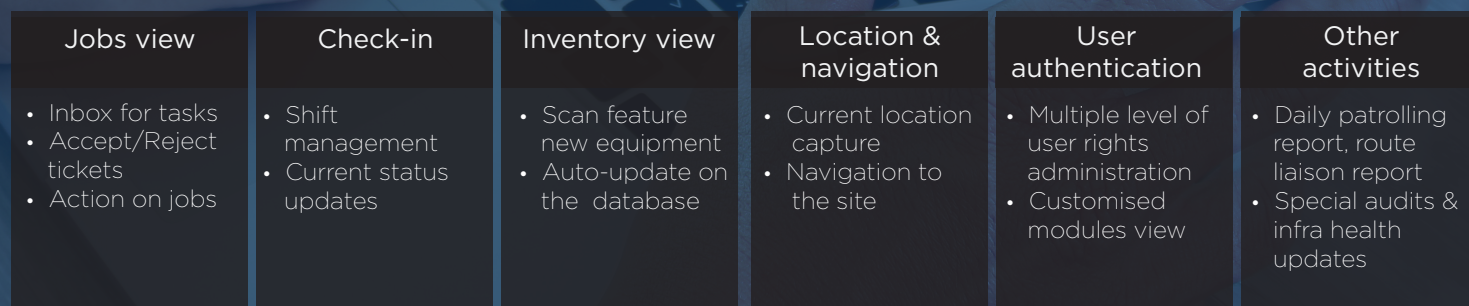 Jobs view
• Inbox for tasks
• Accept/Reject
tickets
• Action on jobs
Check-in
• Shift
management
• Current status
updates
Inventory view
• Scan feature
new equipment
• Auto-update on
the database
Location &
navigation
• Current location
capture
• Navigation to
the site
User
authentication
• Multiple level of
user rights
administration
• Customised
modules view
Other
activities
• Daily patrolling
report, route
liaison report
• Special audits &
infra health
updates